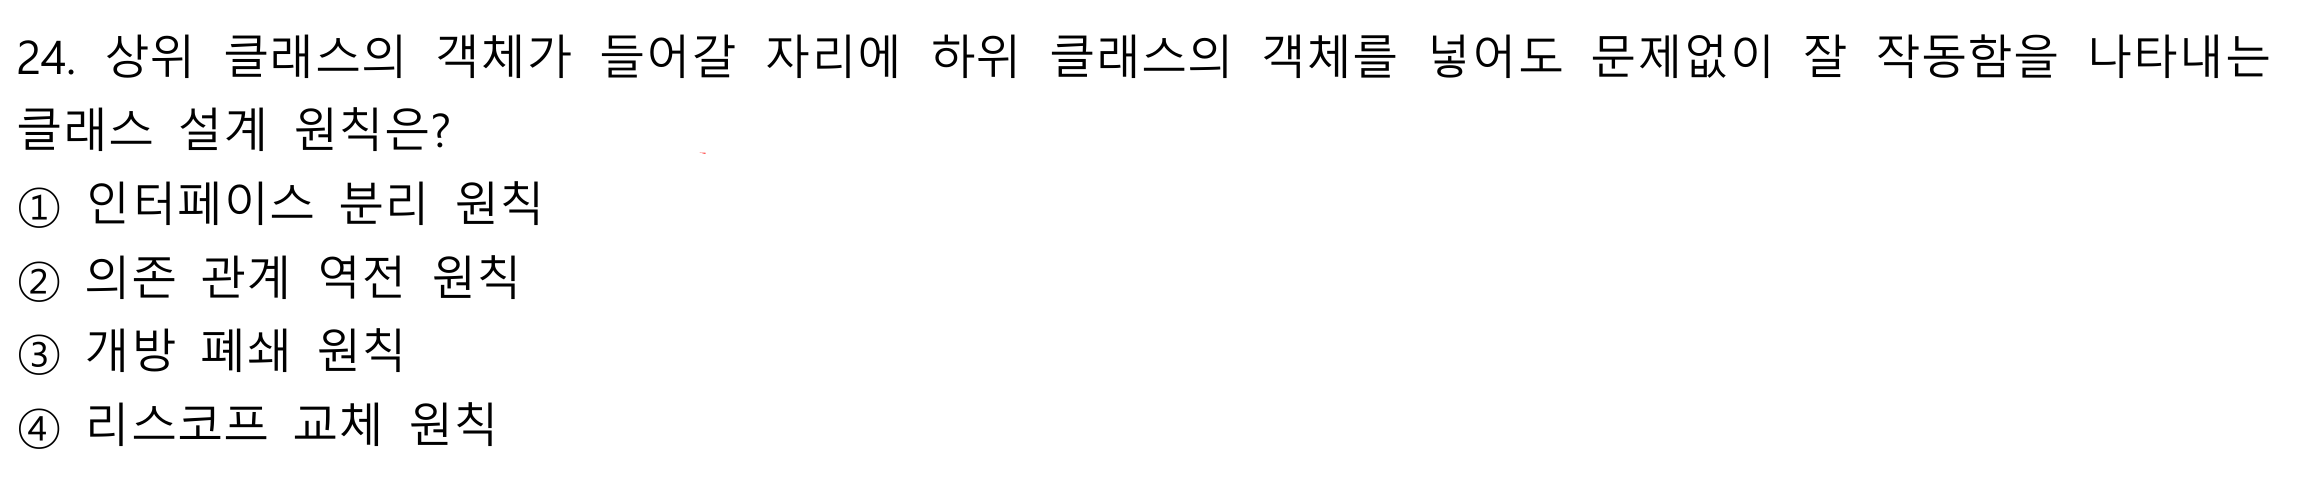 24. 상위 클래스의 객체가 들어갈 자리에 하위 클래스의 객체를 넣어도 문제없이 잘 작동함을 나타내는
클래스 설계 원칙은?
① 인터페이스 분리 원칙
② 의존 관계 역전 원칙
③ 개방 폐쇄 원칙
④ 리스코프 교체 원칙